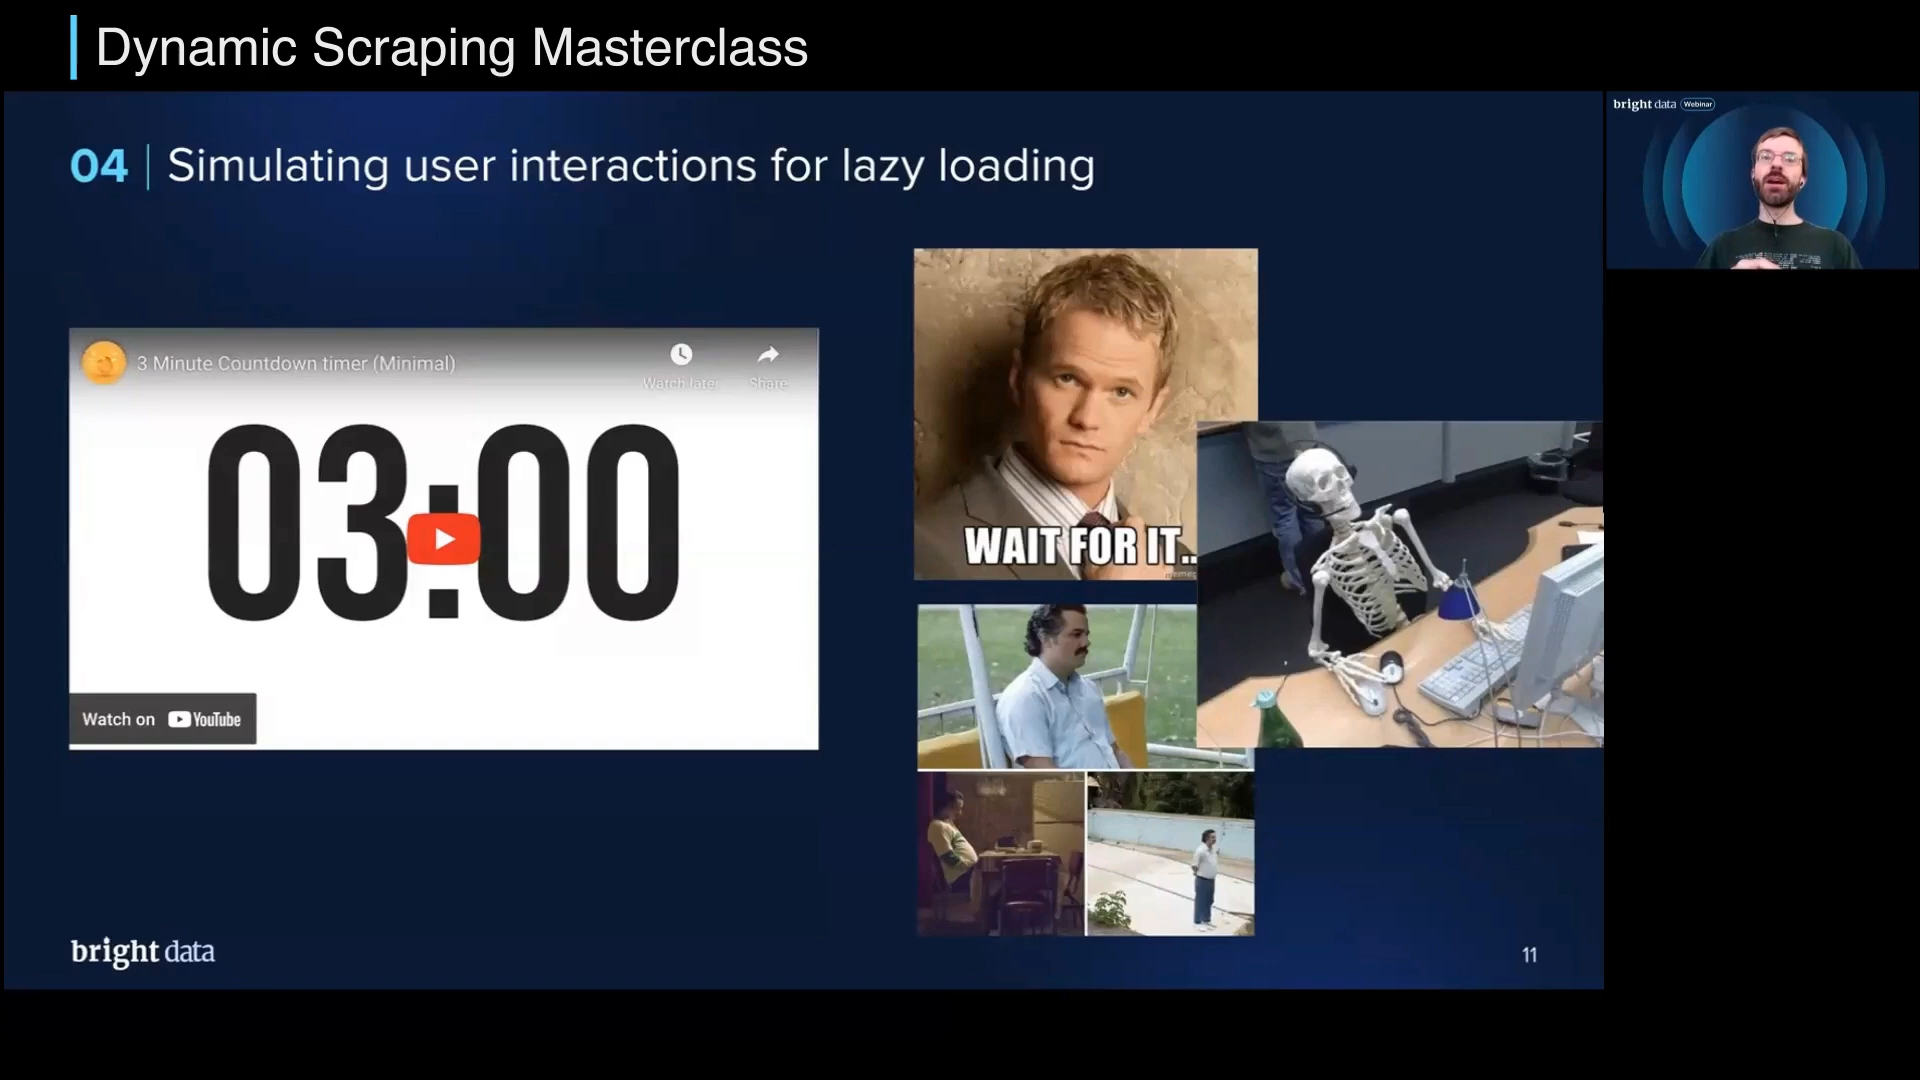 Dynamic Scraping Masterclass
bright data Webinar
04 Simulating user interactions for lazy loading
3 Minute Countdown timer (Minimal)
Watch later
Share
03:00
WAIT FOR IT..
Watch on YouTube
bright data
11